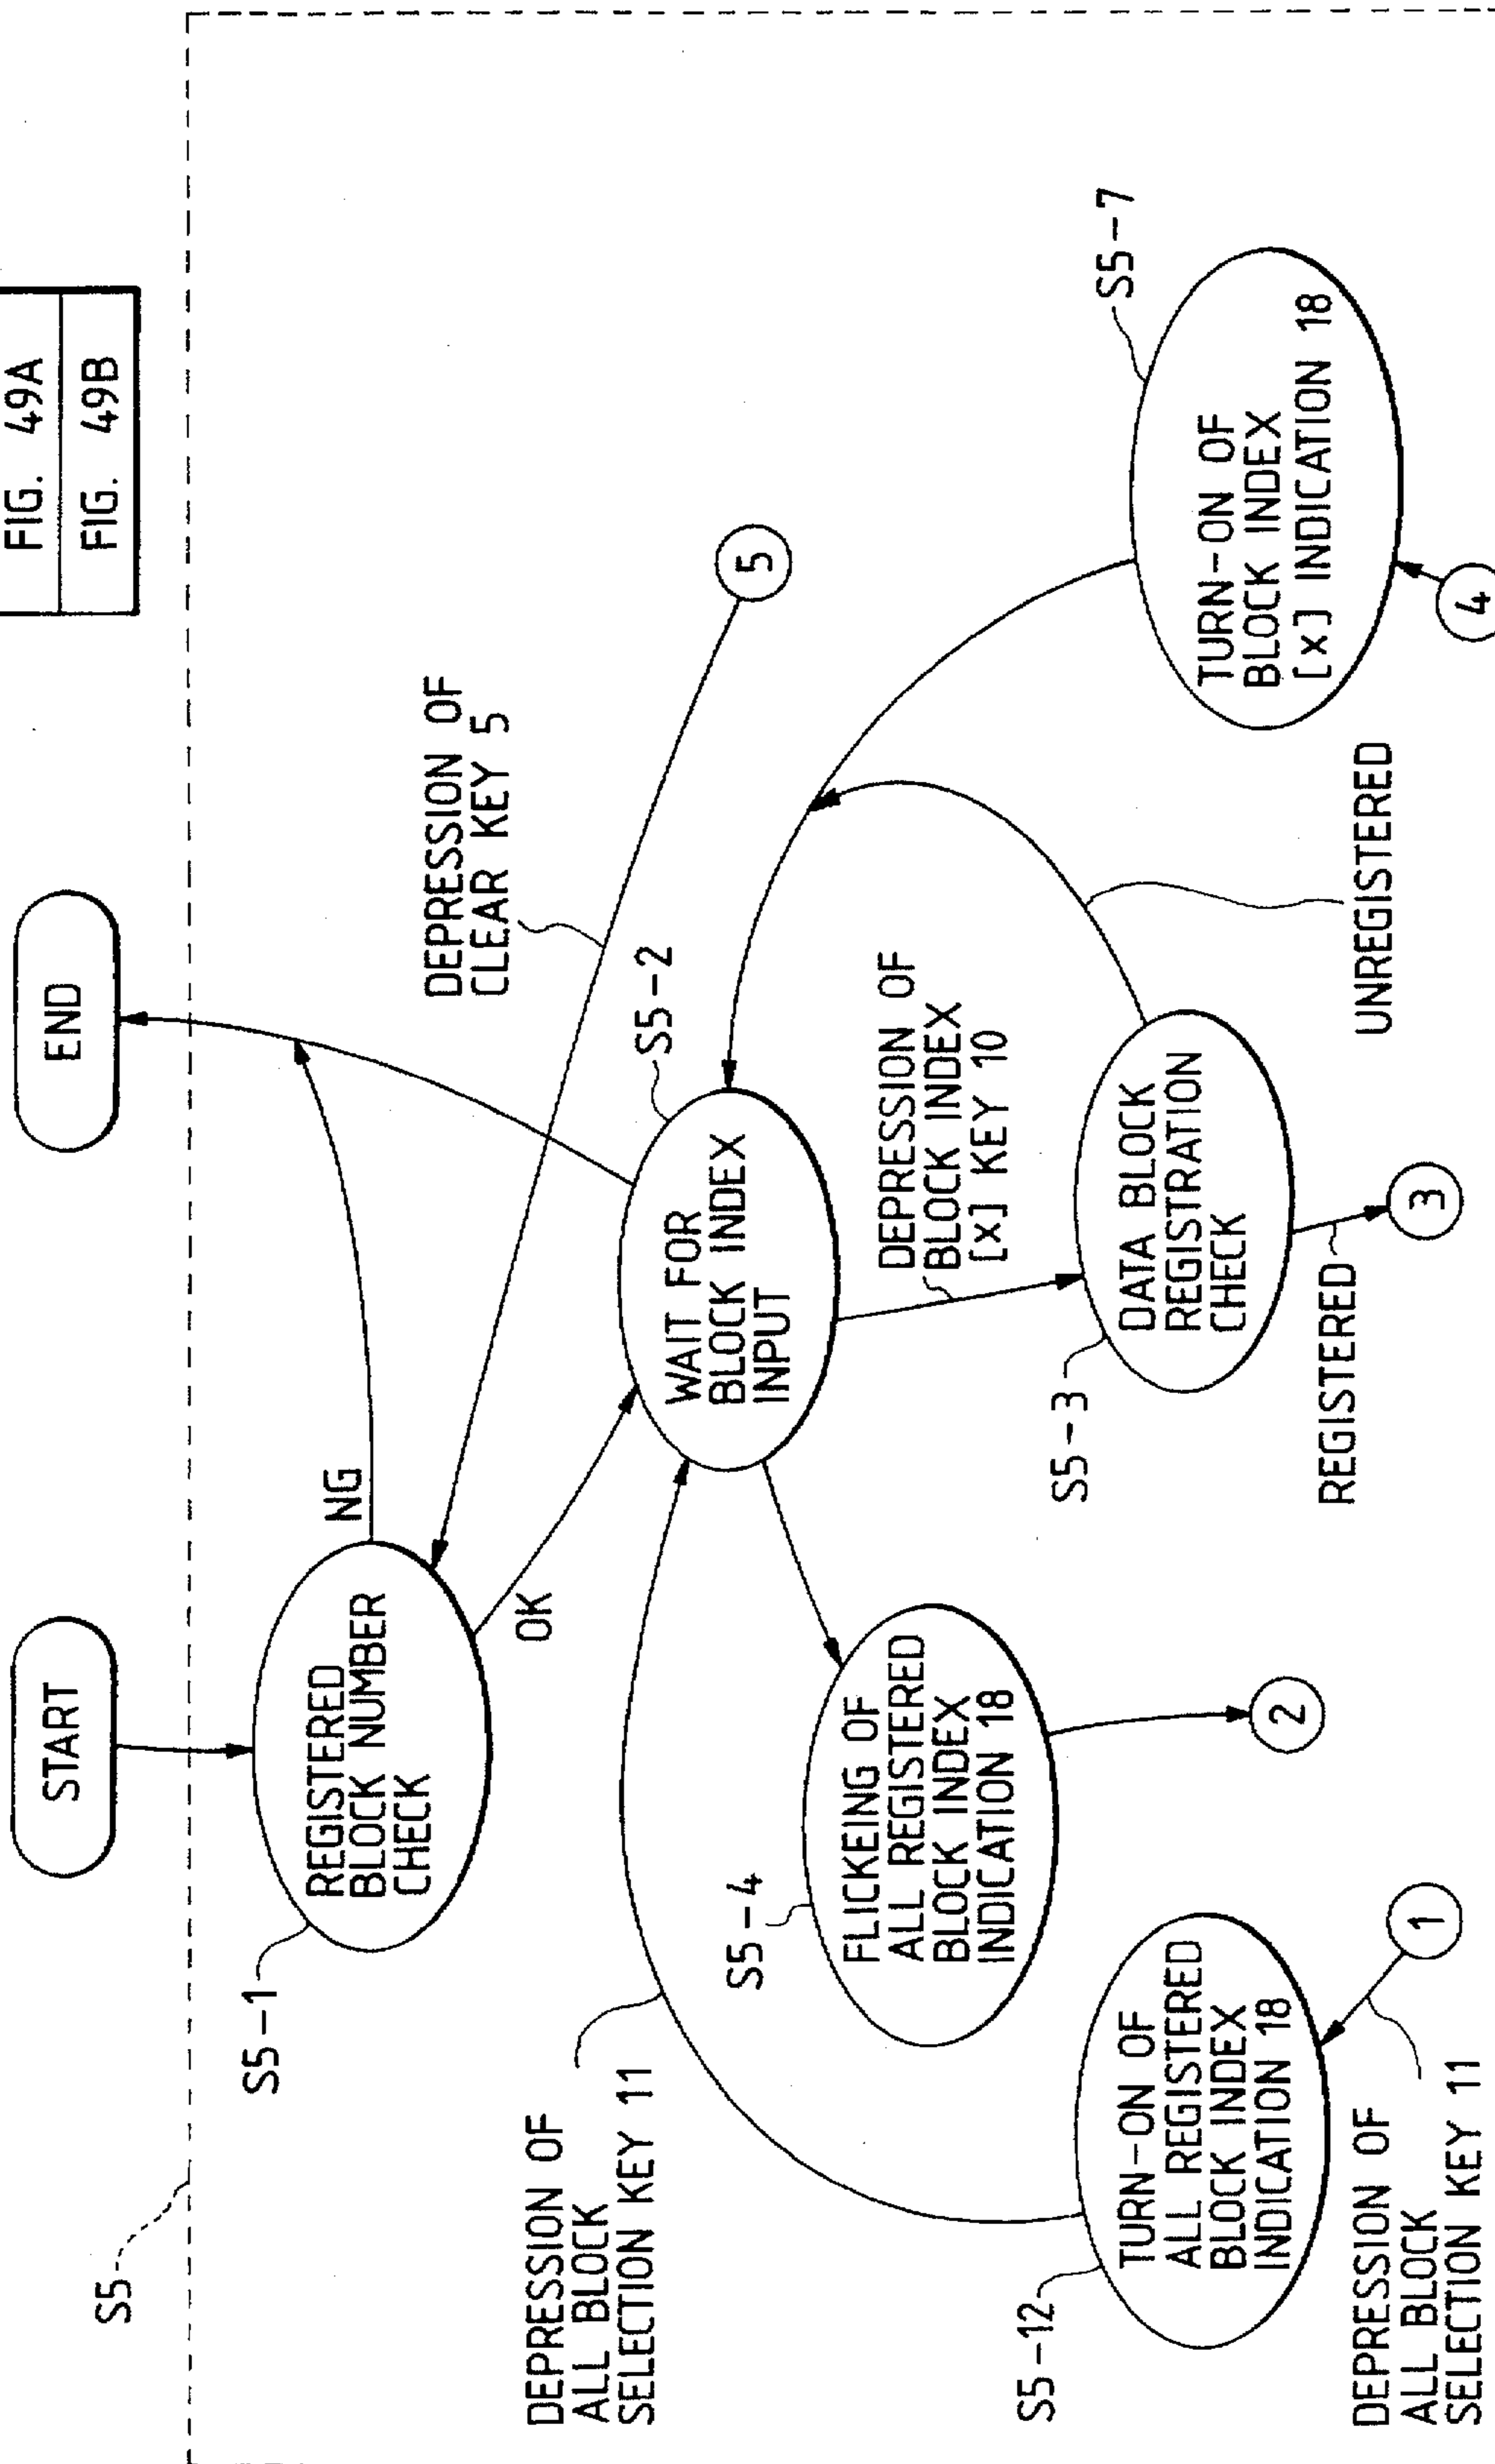 FIG. 49A
FIG. 49B
START
END
S5
S5-1
REGISTERED
BLOCK NUMBER
CHECK
NG
OK
DEPRESSION OF
CLEAR KEY 5
5
S5-2
WAIT FOR
BLOCK INDEX
INPUT
DEPRESSION OF
ALL BLOCK
SELECTION KEY 11
S5-4
FLICKEING OF
ALL REGISTERED
BLOCK INDEX
INDICATION 18
2
DEPRESSION OF
BLOCK INDEX
[x] KEY 10
S5-3
DATA BLOCK
REGISTRATION
CHECK
REGISTERED
3
UNREGISTERED
S5-7
TURN-ON OF
BLOCK INDEX
[x] INDICATION 18
4
S5-12
TURN-ON OF
ALL REGISTERED
BLOCK INDEX
INDICATION 18
1
DEPRESSION OF
ALL BLOCK
SELECTION KEY 11